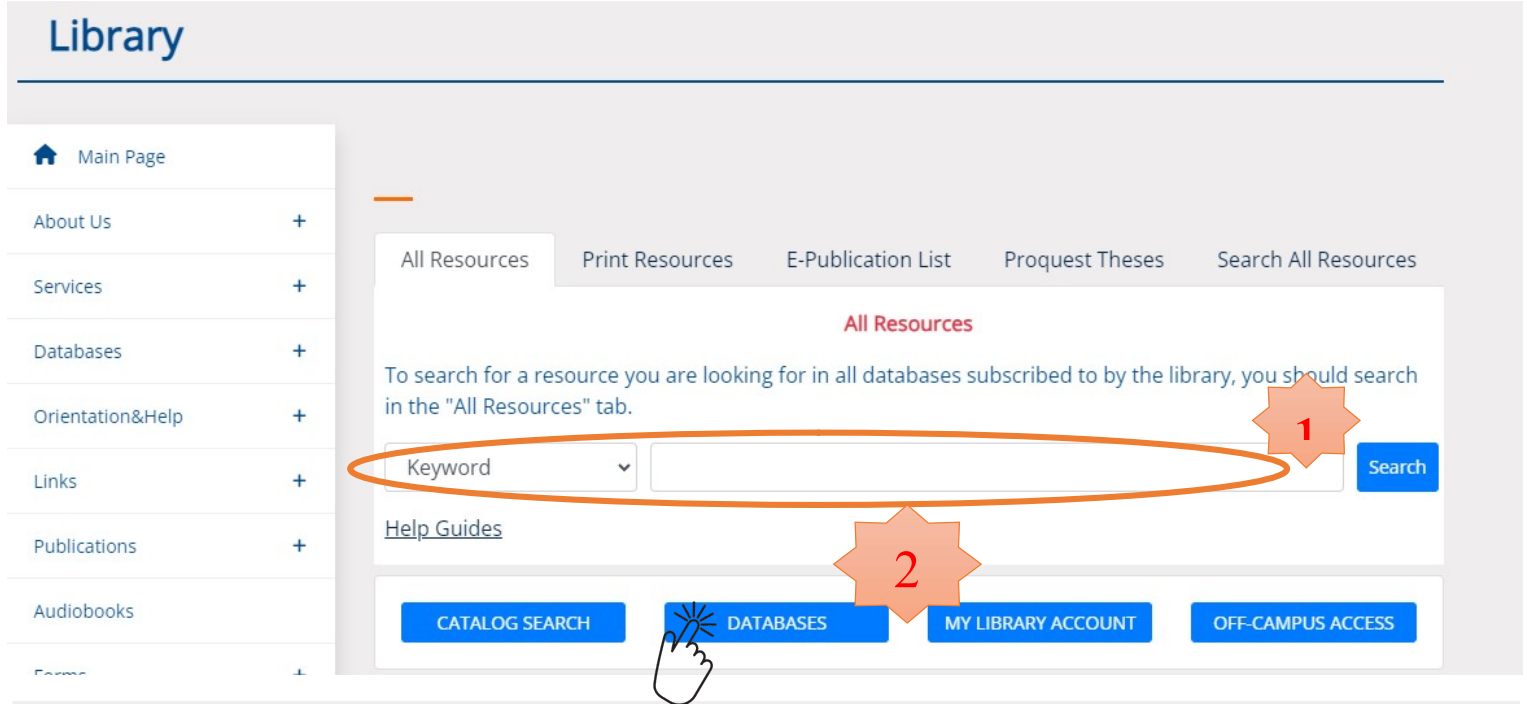 Library
Main Page
About Us +
Services +
Databases +
Orientation&Help +
Links +
Publications +
Audiobooks
Forms +
All Resources Print Resources E-Publication List Proquest Theses Search All Resources
All Resources
To search for a resource you are looking for in all databases subscribed to by the library, you should search
in the "All Resources" tab.
1
Keyword Search
Help Guides
2
CATALOG SEARCH DATABASES MY LIBRARY ACCOUNT OFF-CAMPUS ACCESS